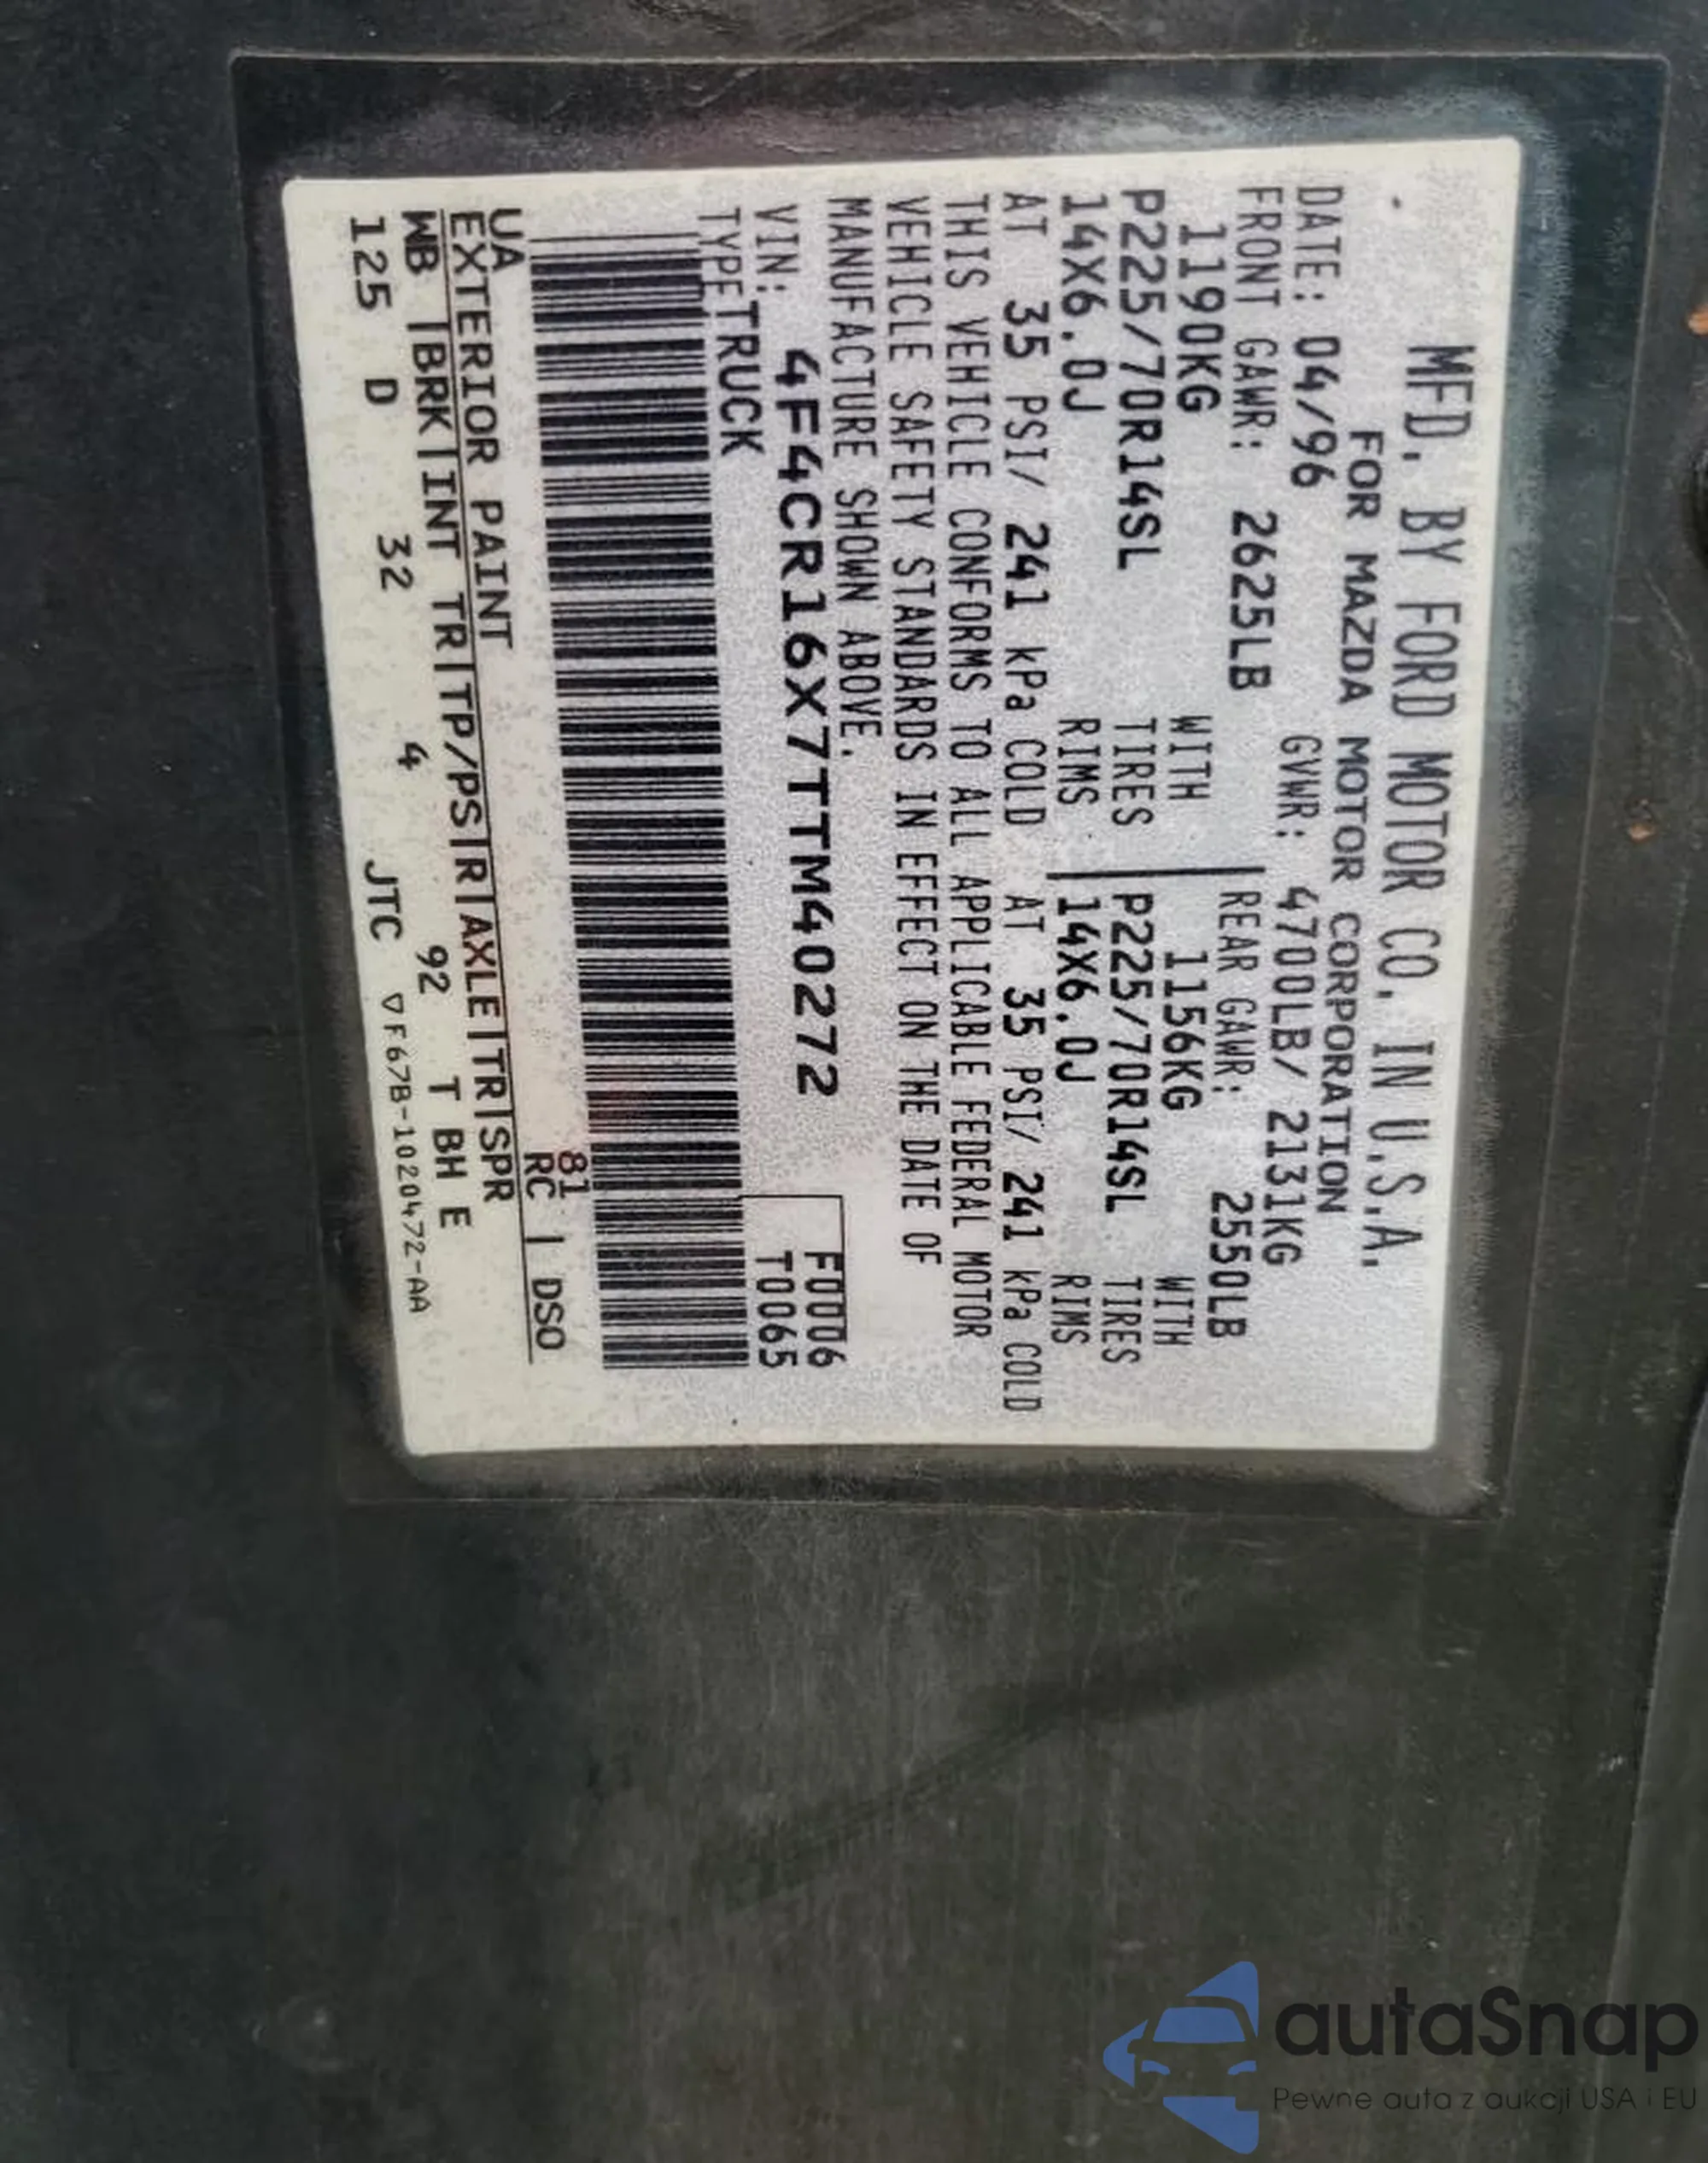 MFD. BY FORD MOTOR CO. IN U.S.A.
FOR MAZDA MOTOR CORPORATION
DATE: 04/96 GVWR: 4700LB/ 2131KG
FRONT GAWR: 2625LB REAR GAWR: 2550LB
1190KG WITH 1156KG WITH
P225/70R14SL TIRES P225/70R14SL TIRES
14X6.0J RIMS 14X6.0J RIMS
AT 35 PSI/ 241 kPa COLD AT 35 PSI/ 241 kPa COLD
THIS VEHICLE CONFORMS TO ALL APPLICABLE FEDERAL MOTOR
VEHICLE SAFETY STANDARDS IN EFFECT ON THE DATE OF
MANUFACTURE SHOWN ABOVE.
VIN: 4F4CR16X7TTM40272 F0006
TYPE TRUCK T0065
81
UA RC | DSO
EXTERIOR PAINT
WB |BRK|INT TR|TP/PS|R|AXLE|TR|SPR
125 D 32 4 92 T BH E
JTC ▽F67B-1020472-AA
autaSnap
Pewne auta z aukcji USA i EU